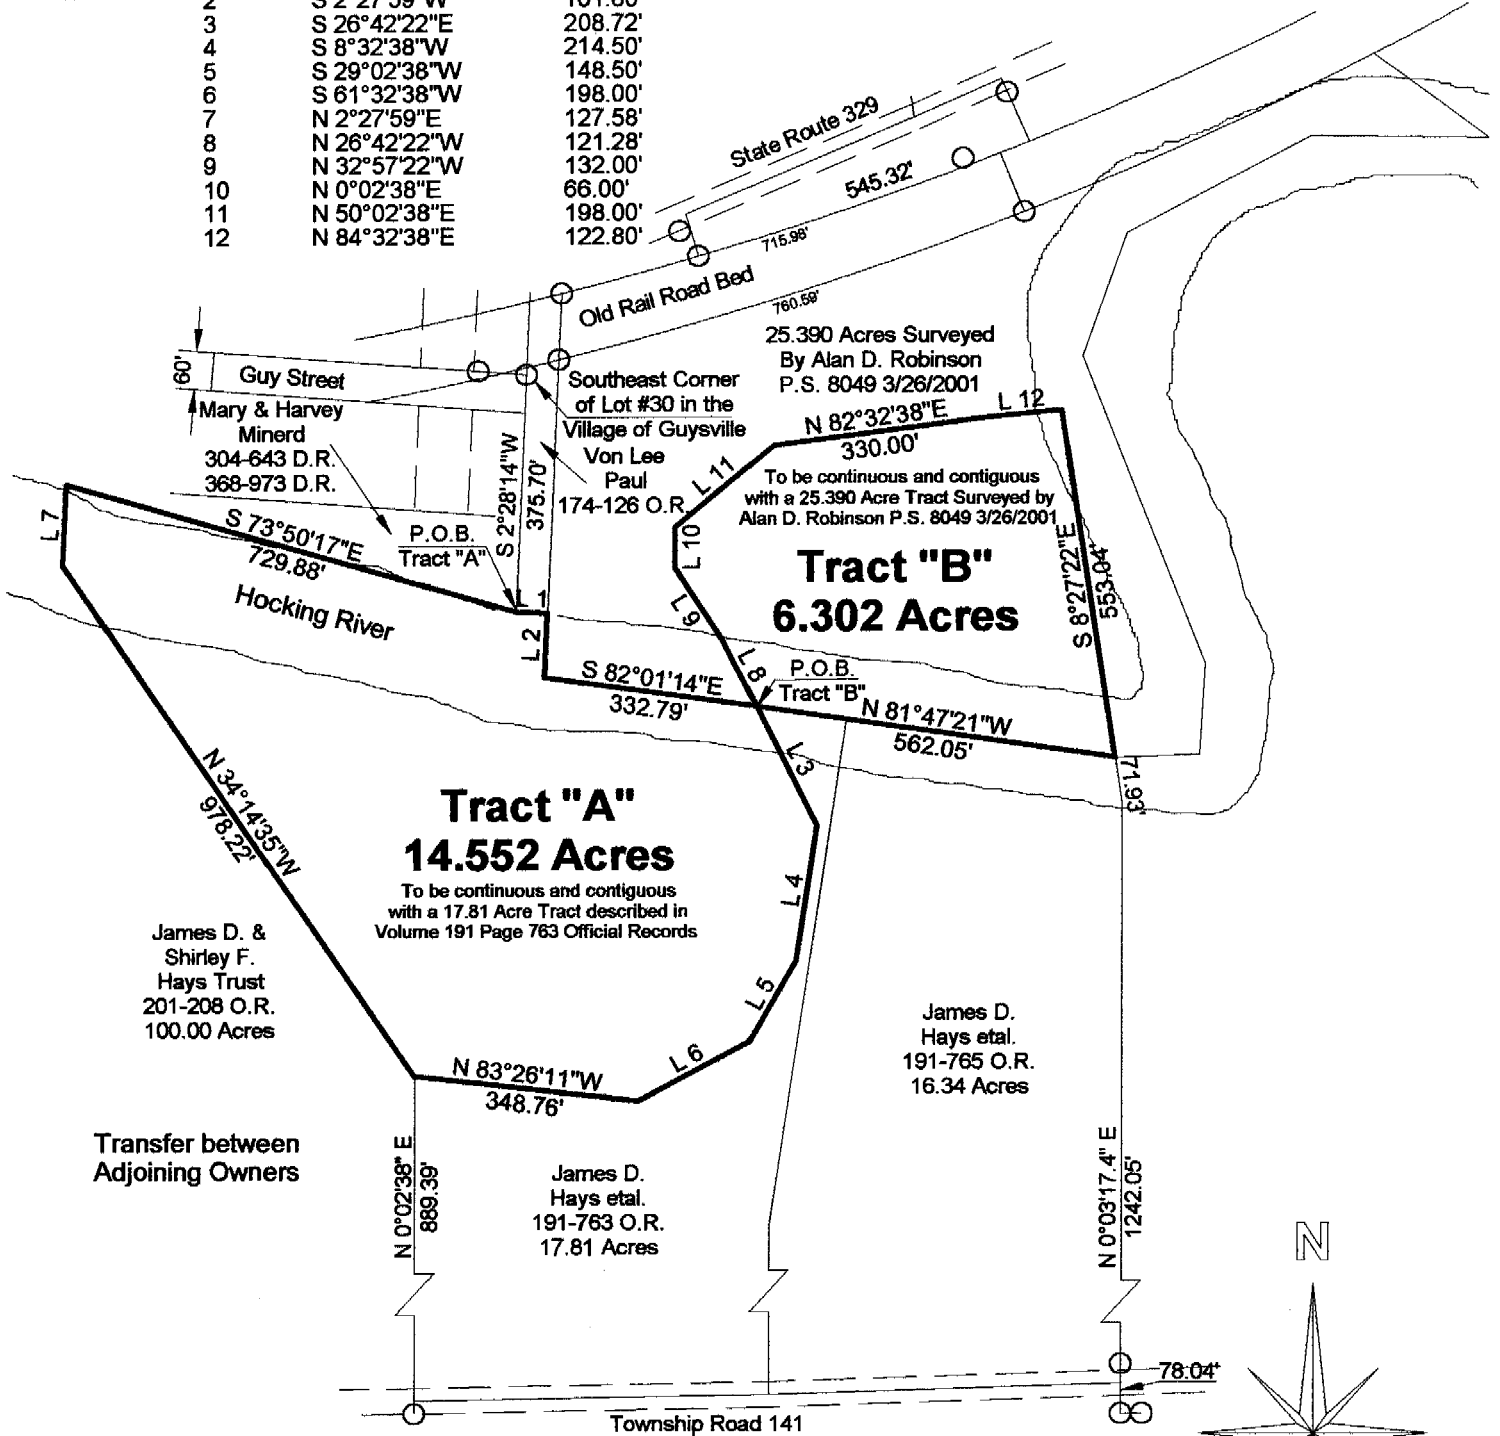 2 S 2°27'59"W 101.60'
3 S 26°42'22"E 208.72'
4 S 8°32'38"W 214.50'
5 S 29°02'38"W 148.50'
6 S 61°32'38"W 198.00'
7 N 2°27'59"E 127.58'
8 N 26°42'22"W 121.28'
9 N 32°57'22"W 132.00'
10 N 0°02'38"E 66.00'
11 N 50°02'38"E 198.00'
12 N 84°32'38"E 122.80'
State Route 329
545.32'
715.98'
Old Rail Road Bed
760.59'
25.390 Acres Surveyed
By Alan D. Robinson
P.S. 8049 3/26/2001
60'
Guy Street
Southeast Corner
of Lot #30 in the
Village of Guysville
Von Lee
Paul
174-126 O.R.
Mary & Harvey
Minerd
304-643 D.R.
368-973 D.R.
S 2°28'14"W
375.70'
P.O.B.
Tract "A"
L 7
S 73°50'17"E
729.88'
Hocking River
L 1
L 2
S 82°01'14"E
332.79'
L 12
N 82°32'38"E
330.00'
L 11
L 10
L 9
L 8
To be continuous and contiguous
with a 25.390 Acre Tract Surveyed by
Alan D. Robinson P.S. 8049 3/26/2001
Tract "B"
6.302 Acres
S 8°27'22"E
553.04'
P.O.B.
Tract "B"
N 81°47'21"W
562.05'
71.93'
L 3
N 34°14'35"W
978.22'
Tract "A"
14.552 Acres
To be continuous and contiguous
with a 17.81 Acre Tract described in
Volume 191 Page 763 Official Records
L 4
L 5
L 6
N 83°26'11"W
348.76'
James D. &
Shirley F.
Hays Trust
201-208 O.R.
100.00 Acres
James D.
Hays etal.
191-765 O.R.
16.34 Acres
Transfer between
Adjoining Owners
N 0°02'38" E
889.39'
James D.
Hays etal.
191-763 O.R.
17.81 Acres
N 0°03'17.4" E
1242.05'
N
78.04'
Township Road 141